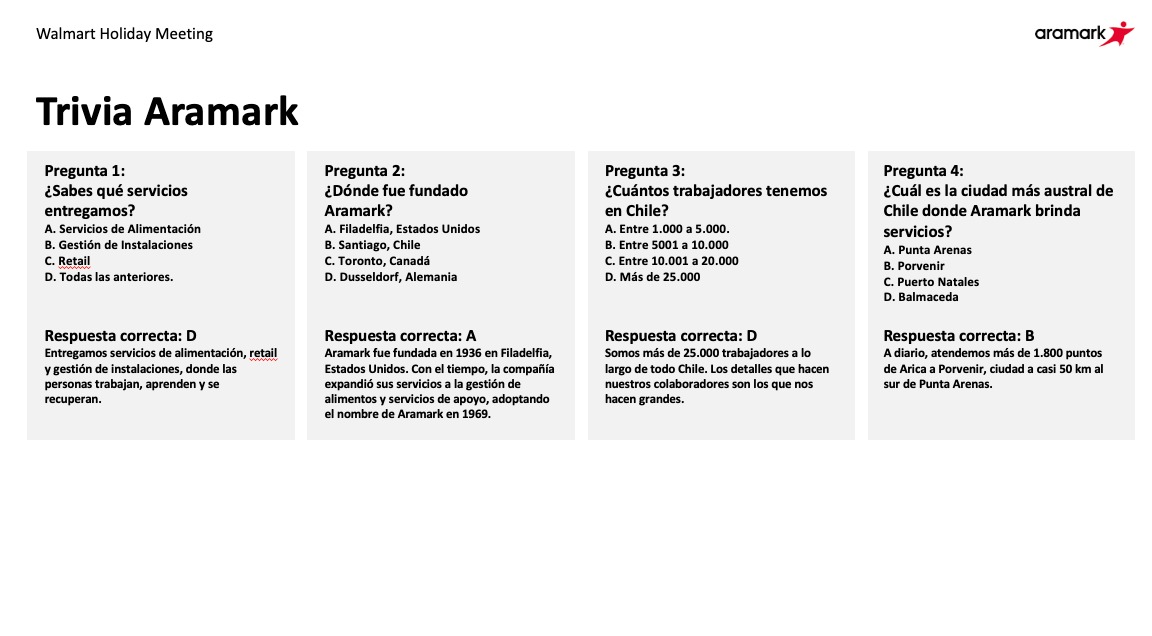 Walmart Holiday Meeting
aramark
Trivia Aramark
Pregunta 1:
¿Sabes qué servicios
entregamos?
A. Servicios de Alimentación
B. Gestión de Instalaciones
C. Retail
D. Todas las anteriores.
Respuesta correcta: D
Entregamos servicios de alimentación, retail
y gestión de instalaciones, donde las
personas trabajan, aprenden y se
recuperan.
Pregunta 2:
¿Dónde fue fundado
Aramark?
A. Filadelfia, Estados Unidos
B. Santiago, Chile
C. Toronto, Canadá
D. Dusseldorf, Alemania
Respuesta correcta: A
Aramark fue fundada en 1936 en Filadelfia,
Estados Unidos. Con el tiempo, la compañía
expandió sus servicios a la gestión de
alimentos y servicios de apoyo, adoptando
el nombre de Aramark en 1969.
Pregunta 3:
¿Cuántos trabajadores tenemos
en Chile?
A. Entre 1.000 a 5.000.
B. Entre 5001 a 10.000
C. Entre 10.001 a 20.000
D. Más de 25.000
Respuesta correcta: D
Somos más de 25.000 trabajadores a lo
largo de todo Chile. Los detalles que hacen
nuestros colaboradores son los que nos
hacen grandes.
Pregunta 4:
¿Cuál es la ciudad más austral de
Chile donde Aramark brinda
servicios?
A. Punta Arenas
B. Porvenir
C. Puerto Natales
D. Balmaceda
Respuesta correcta: B
A diario, atendemos más de 1.800 puntos
de Arica a Porvenir, ciudad a casi 50 km al
sur de Punta Arenas.